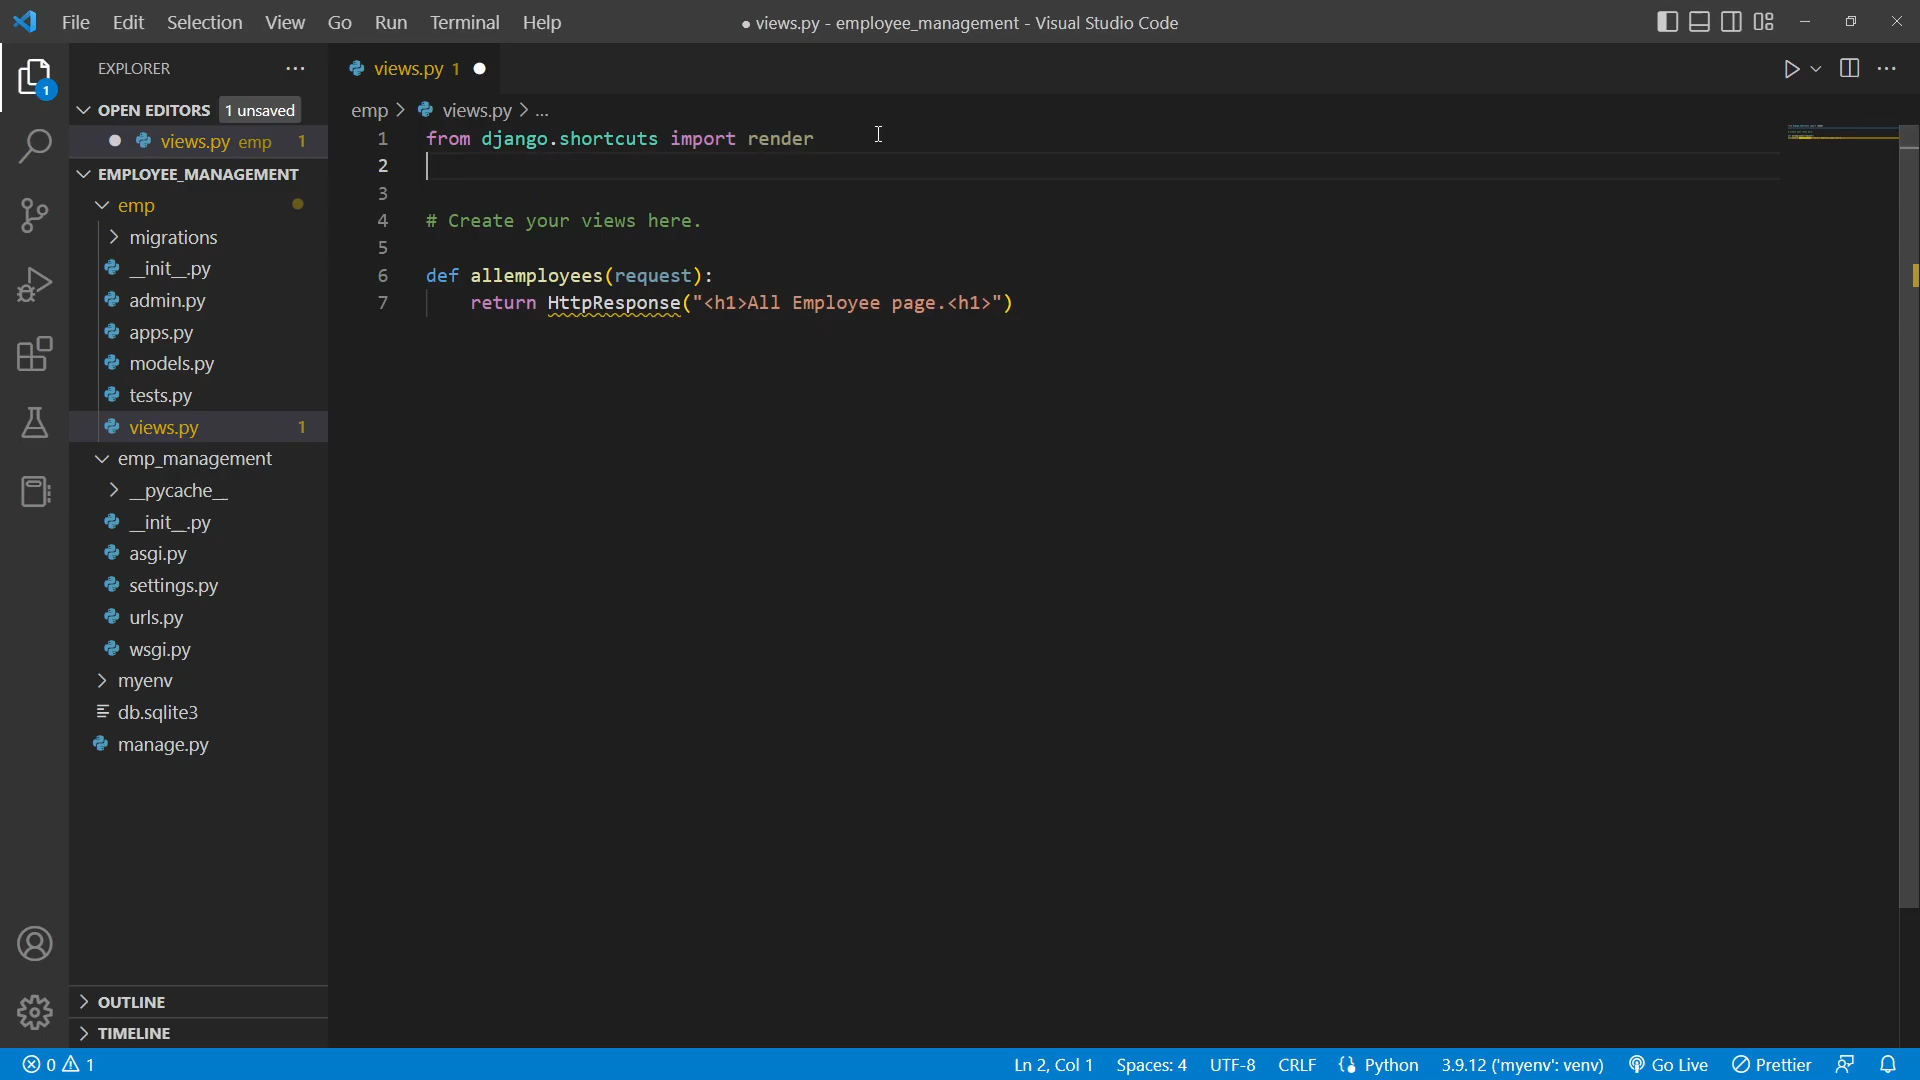 File Edit Selection View Go Run Terminal Help
● views.py - employee_management - Visual Studio Code
EXPLORER
1
OPEN EDITORS 1 unsaved
views.py emp 1
EMPLOYEE_MANAGEMENT
emp
migrations
__init__.py
admin.py
apps.py
models.py
tests.py
views.py 1
emp_management
__pycache__
__init__.py
asgi.py
settings.py
urls.py
wsgi.py
myenv
db.sqlite3
manage.py
OUTLINE
TIMELINE
views.py 1
emp > views.py > ...
1 from django.shortcuts import render
2
3
4 # Create your views here.
5
6 def allemployees(request):
7 return HttpResponse("<h1>All Employee page.<h1>")
0 1
Ln 2, Col 1 Spaces: 4 UTF-8 CRLF Python 3.9.12 ('myenv': venv) Go Live Prettier